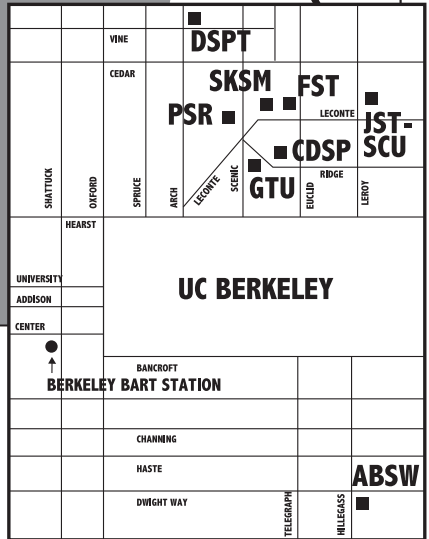 VINE
DSPT
CEDAR
SKSM
FST
PSR
LECONTE
JST-
SCU
CDSP
RIDGE
GTU
SHATTUCK
OXFORD
SPRUCE
ARCH
LECONTE
SCENIC
EUCLID
LEROY
HEARST
UNIVERSITY
ADDISON
CENTER
UC BERKELEY
BANCROFT
BERKELEY BART STATION
CHANNING
HASTE
ABSW
DWIGHT WAY
TELEGRAPH
HILLEGASS